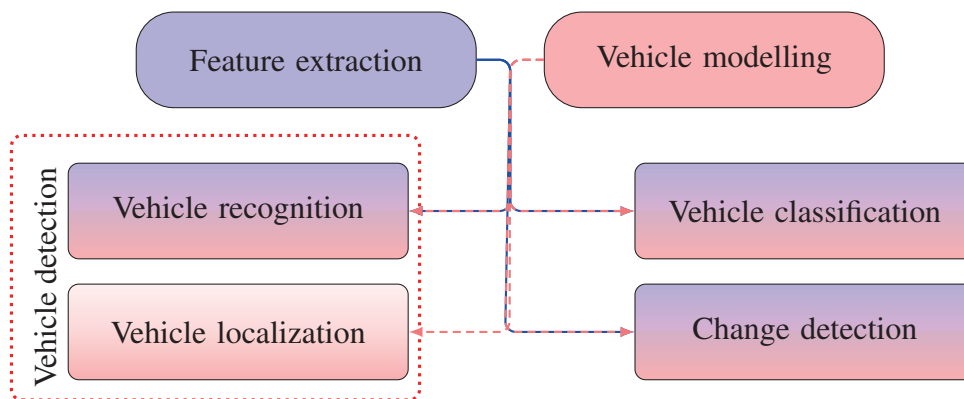 Feature extraction
Vehicle modelling
Vehicle detection
Vehicle recognition
Vehicle classification
Vehicle localization
Change detection